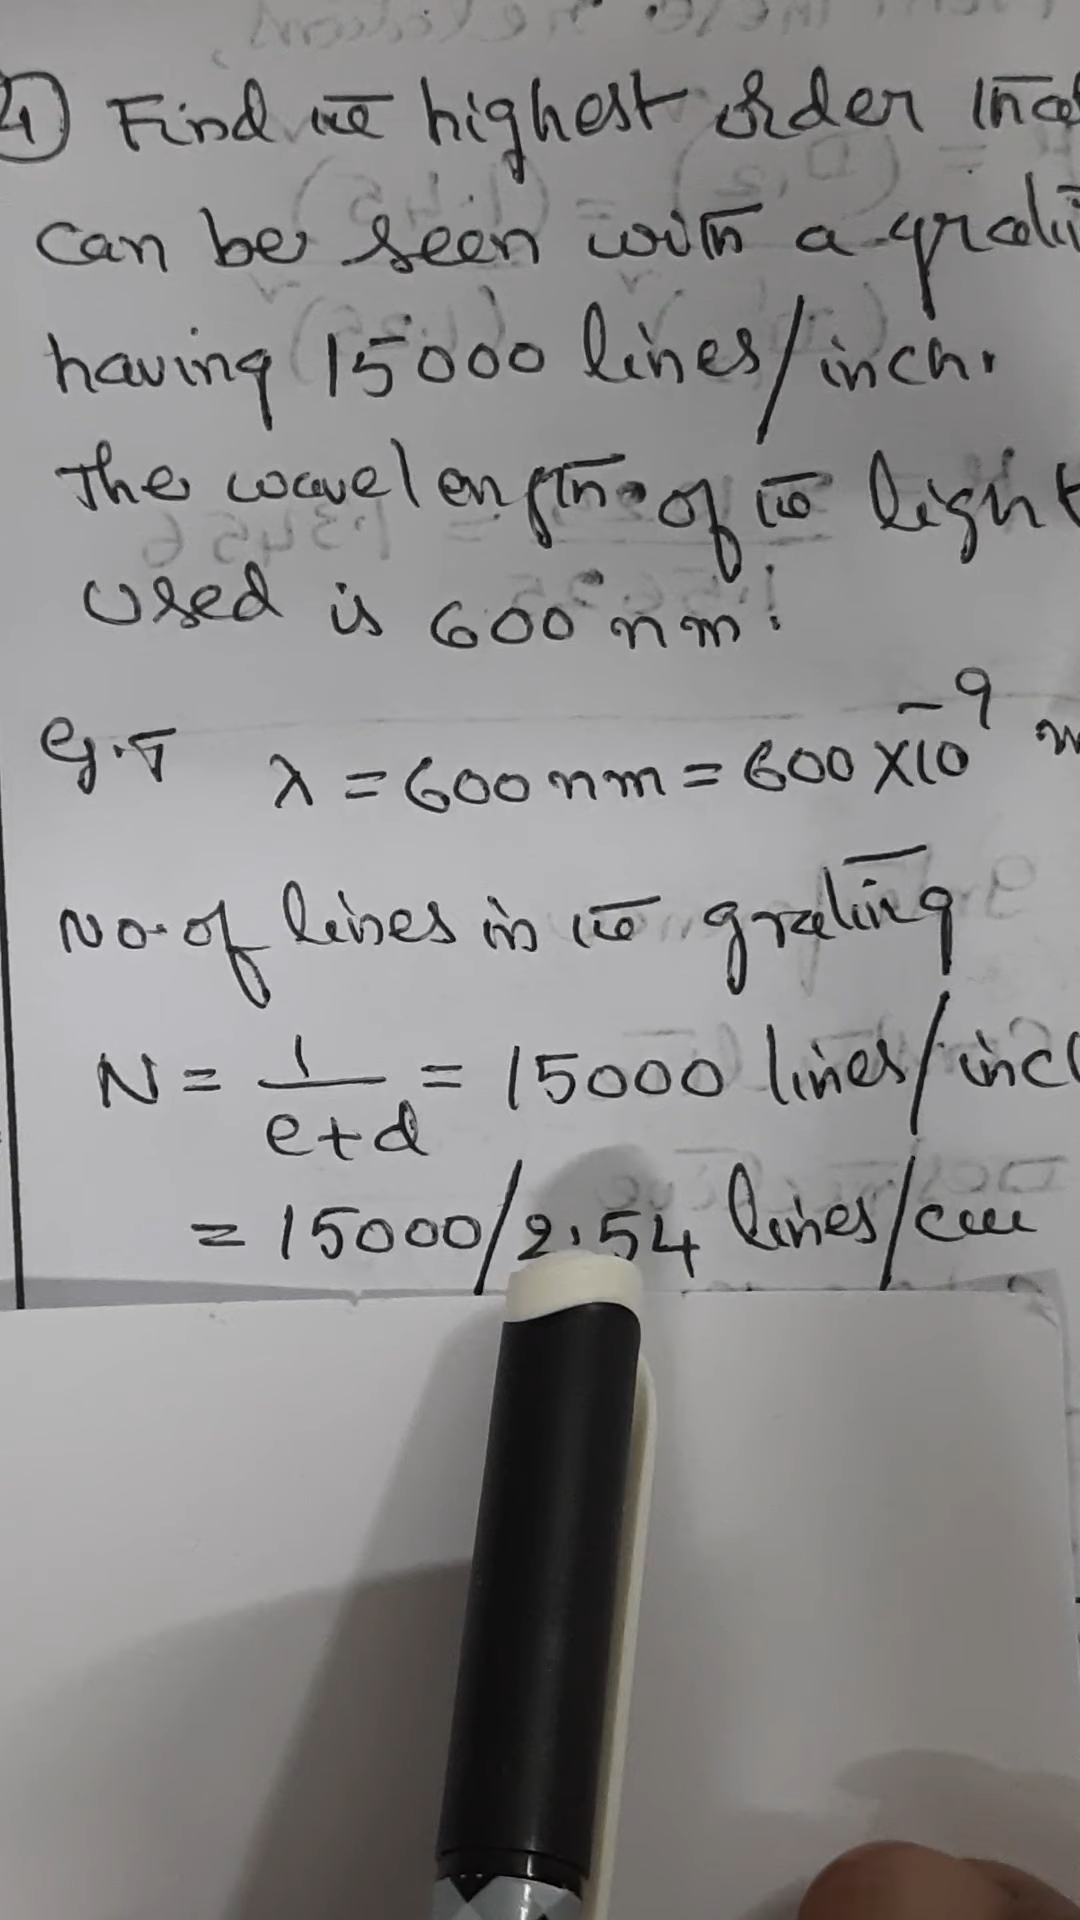 4) Find the highest order that
can be seen with a grati
having 15000 lines/inch.
The wavelength of the light
used is 600 nm.
G.T λ = 600 nm = 600 × 10⁻⁹ m
No. of lines in the grating
N = 1/(e+d) = 15000 lines/inc
= 15000/2.54 lines/cm